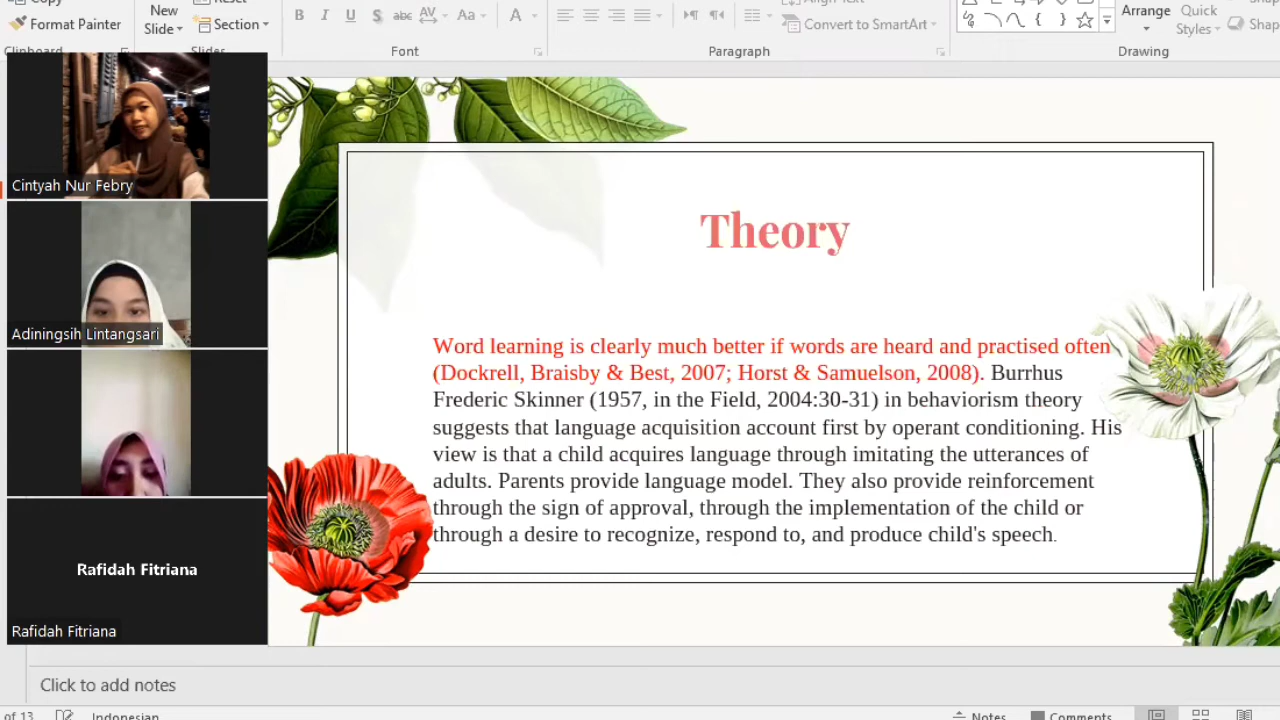 Copy
Reset
Format Painter
New
Slide
Section
Clipboard
Slides
B I U S abc AV Aa A
Font
Align Text
Convert to SmartArt
Paragraph
Arrange
Quick
Styles
Drawing
Cintyah Nur Febry
Adiningsih Lintangsari
Rafidah Fitriana
Rafidah Fitriana
Theory
Word learning is clearly much better if words are heard and practised often
(Dockrell, Braisby & Best, 2007; Horst & Samuelson, 2008). Burrhus
Frederic Skinner (1957, in the Field, 2004:30-31) in behaviorism theory
suggests that language acquisition account first by operant conditioning. His
view is that a child acquires language through imitating the utterances of
adults. Parents provide language model. They also provide reinforcement
through the sign of approval, through the implementation of the child or
through a desire to recognize, respond to, and produce child's speech.
Click to add notes
of 13
Indonesian
Notes
Comments